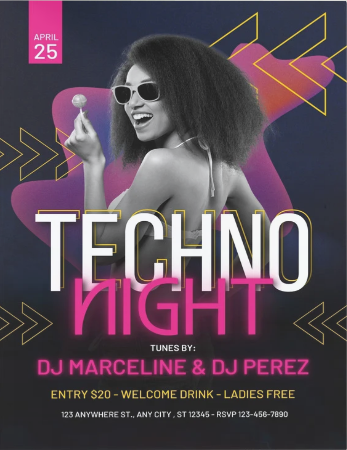 APRIL
25
TECHNO
NIGHT
TUNES BY:
DJ MARCELINE & DJ PEREZ
ENTRY $20 - WELCOME DRINK - LADIES FREE
123 ANYWHERE ST., ANY CITY , ST 12345 - RSVP 123-456-7890